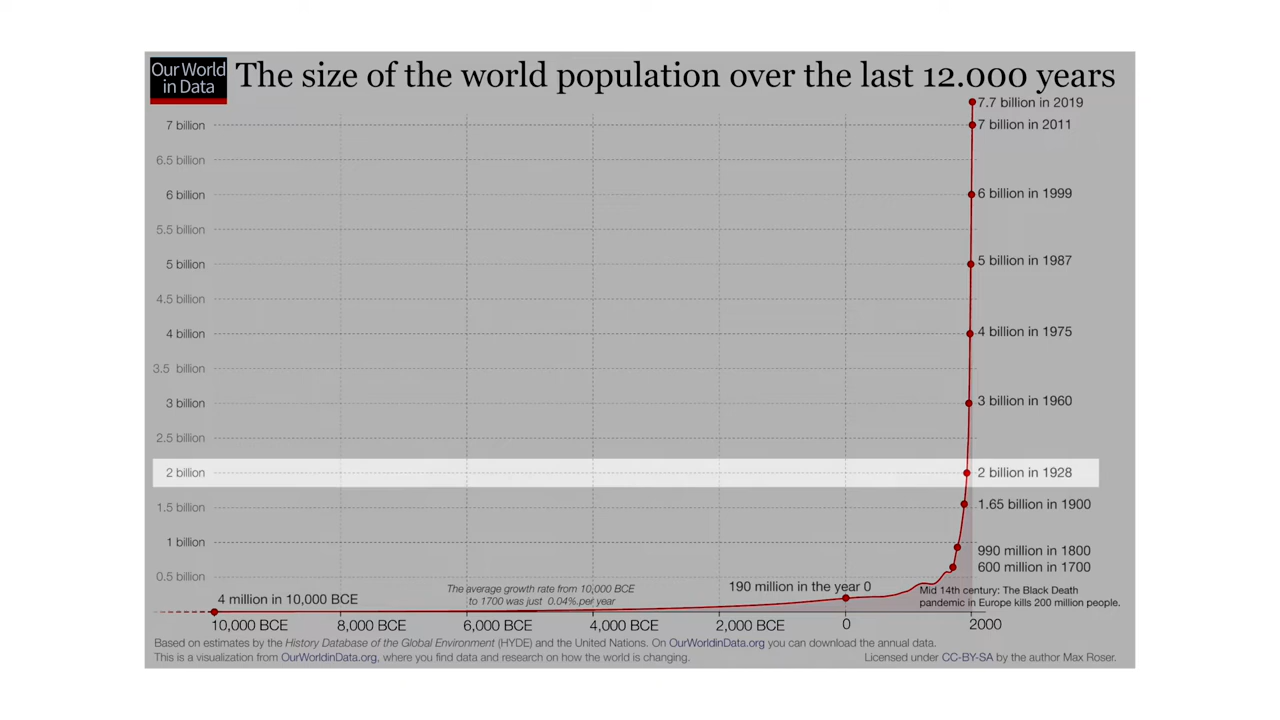 Our World
in Data
The size of the world population over the last 12.000 years
7.7 billion in 2019
7 billion
7 billion in 2011
6.5 billion
6 billion
6 billion in 1999
5.5 billion
5 billion
5 billion in 1987
4.5 billion
4 billion
4 billion in 1975
3.5 billion
3 billion
3 billion in 1960
2.5 billion
2 billion
2 billion in 1928
1.5 billion
1.65 billion in 1900
1 billion
990 million in 1800
600 million in 1700
0.5 billion
The average growth rate from 10,000 BCE
to 1700 was just 0.04% per year
190 million in the year 0
Mid 14th century: The Black Death
pandemic in Europe kills 200 million people.
4 million in 10,000 BCE
10,000 BCE
8,000 BCE
6,000 BCE
4,000 BCE
2,000 BCE
0
2000
Based on estimates by the History Database of the Global Environment (HYDE) and the United Nations. On OurWorldinData.org you can download the annual data.
This is a visualization from OurWorldinData.org, where you find data and research on how the world is changing.
Licensed under CC-BY-SA by the author Max Roser.